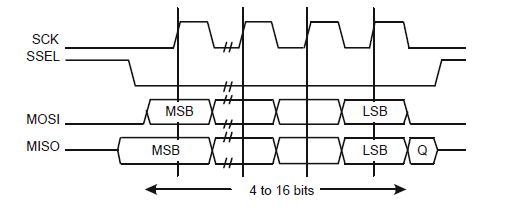 SCK
SSEL
MOSI MSB LSB
MISO MSB LSB Q
4 to 16 bits